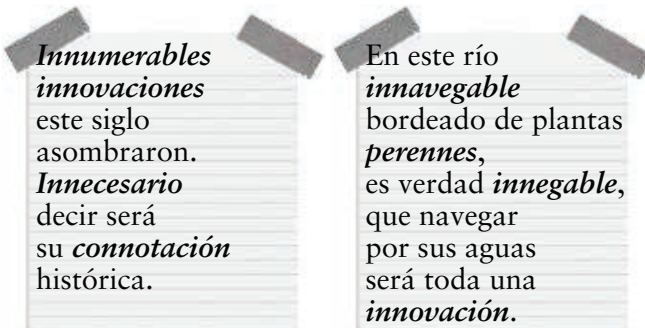 Innumerables
innovaciones
este siglo
asombraron.
Innecesario
decir será
su connotación
histórica.
En este río
innavegable
bordeado de plantas
perennes,
es verdad innegable,
que navegar
por sus aguas
será toda una
innovación.